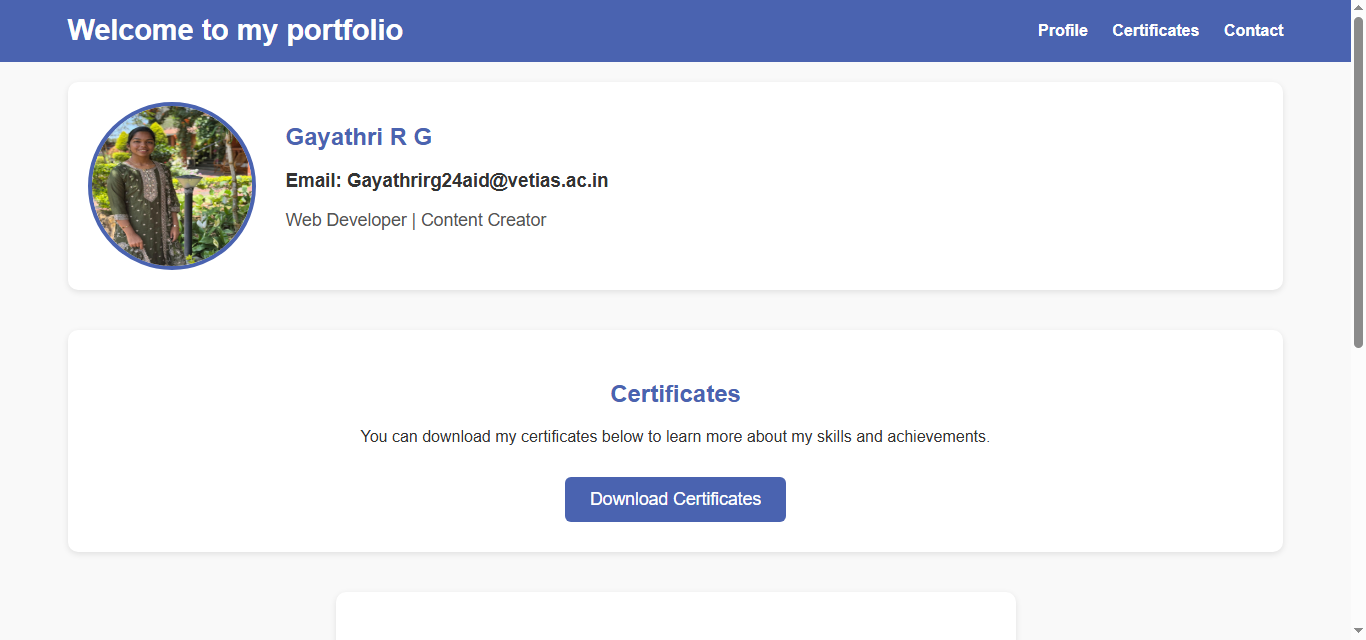 Welcome to my portfolio
Profile Certificates Contact
Gayathri R G
Email: Gayathrirg24aid@vetias.ac.in
Web Developer | Content Creator
Certificates
You can download my certificates below to learn more about my skills and achievements.
Download Certificates